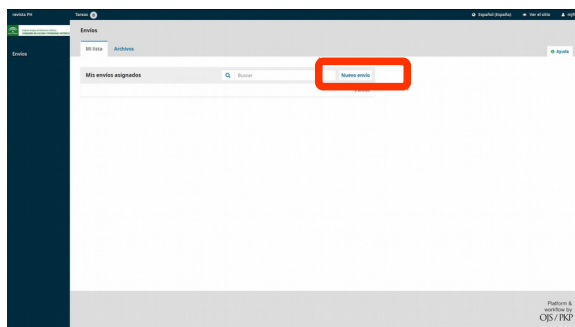 revista PH
Tareas 0
Español (España)
Ver el sitio
Envíos
Envíos
Mi lista
Archivos
Ayuda
Mis envíos asignados
Buscar
Nuevo envío
Platform &
workflow by
OJS / PKP